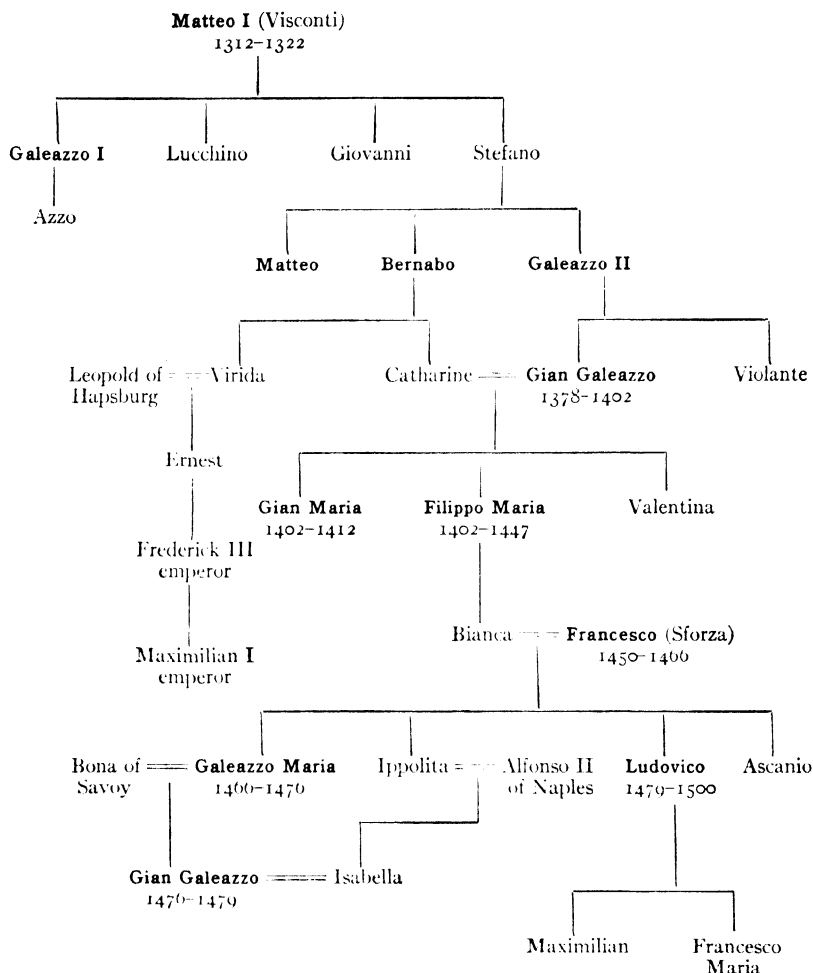 Matteo I (Visconti)
1312-1322
Galeazzo I Lucchino Giovanni Stefano
Azzo
Matteo Bernabo Galeazzo II
Leopold of Hapsburg Virida Catharine Gian Galeazzo Violante
1378-1402
Ernest
Gian Maria Filippo Maria Valentina
1402-1412 1402-1447
Frederick III
emperor
Bianca Francesco (Sforza)
1450-1466
Maximilian I
emperor
Bona of Galeazzo Maria Ippolita Alfonso II Ludovico Ascanio
Savoy 1466-1476 of Naples 1479-1500
Gian Galeazzo Isabella
1476-1479
Maximilian Francesco
Maria